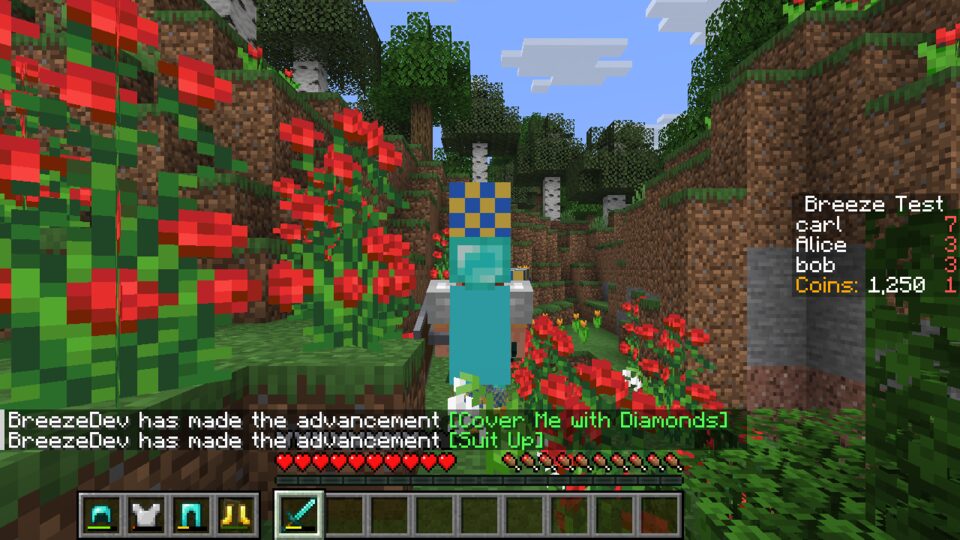 Breeze Test
carl 7
Alice 3
bob 3
Coins: 1,250 1
BreezeDev has made the advancement [Cover Me with Diamonds]
BreezeDev has made the advancement [Suit Up]